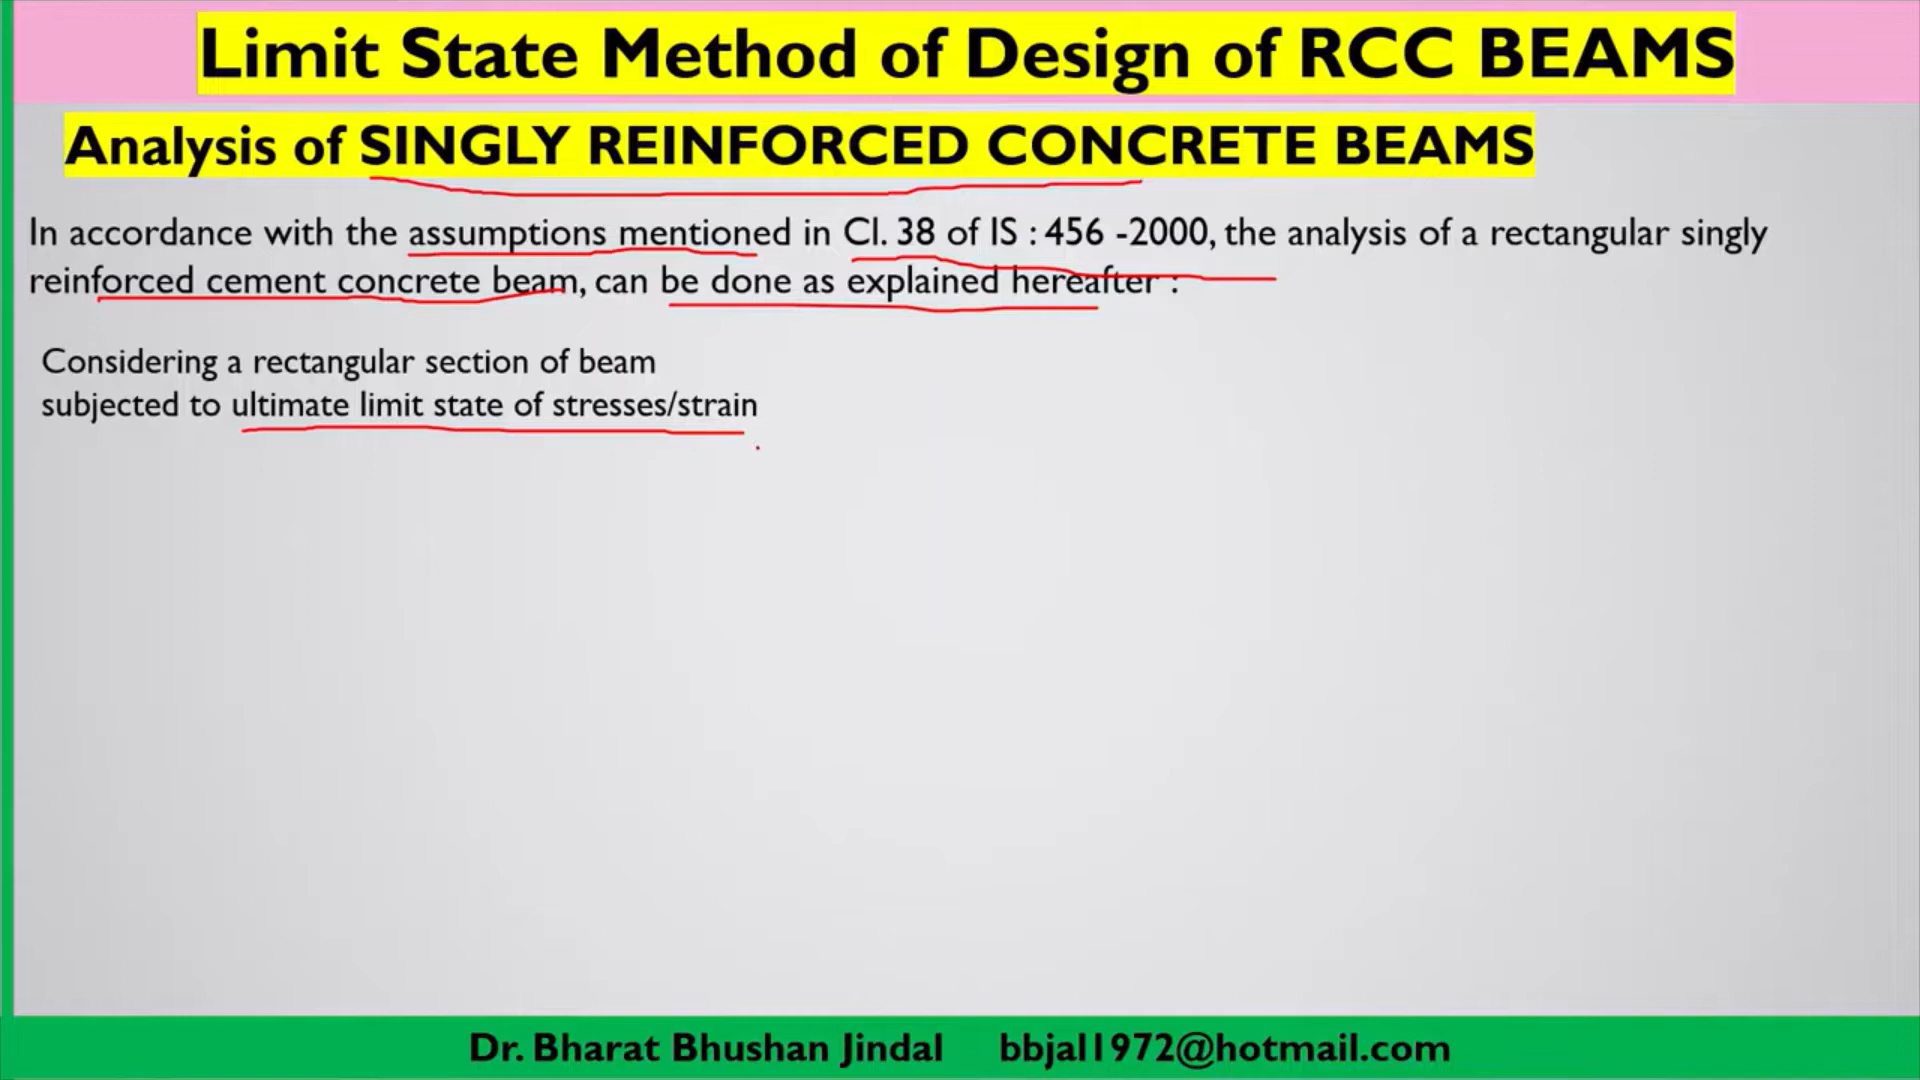 Limit State Method of Design of RCC BEAMS
Analysis of SINGLY REINFORCED CONCRETE BEAMS
In accordance with the assumptions mentioned in Cl. 38 of IS : 456 -2000, the analysis of a rectangular singly
reinforced cement concrete beam, can be done as explained hereafter :
Considering a rectangular section of beam
subjected to ultimate limit state of stresses/strain
Dr. Bharat Bhushan Jindal bbjal1972@hotmail.com